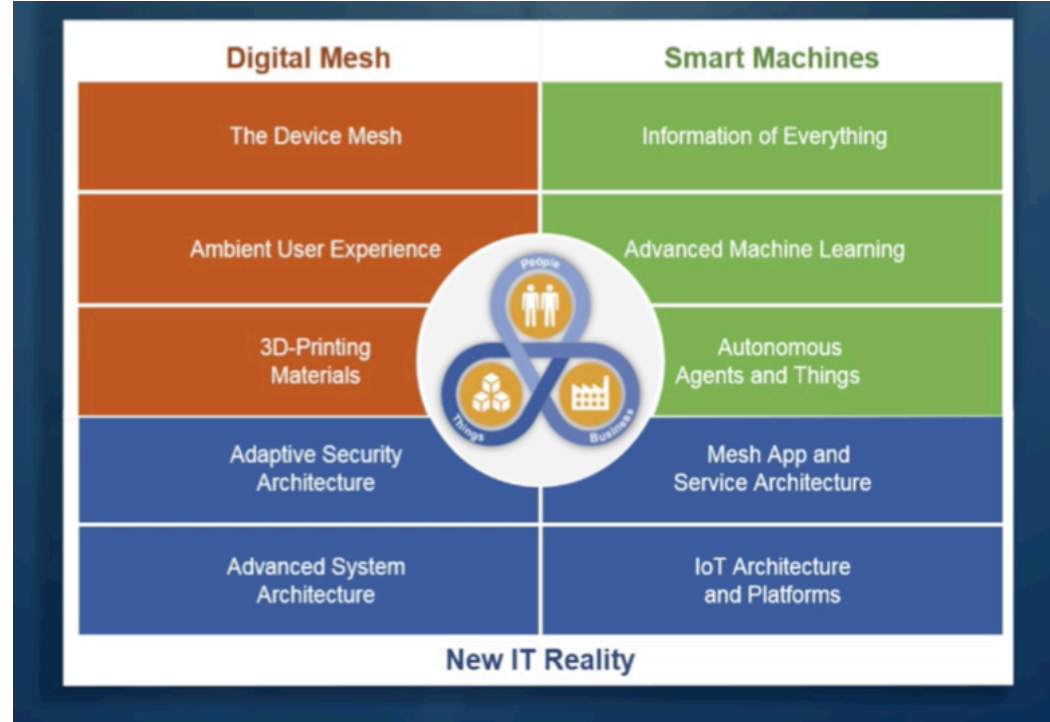 Digital Mesh
Smart Machines
The Device Mesh
Information of Everything
Ambient User Experience
Advanced Machine Learning
People
3D-Printing
Materials
Autonomous
Agents and Things
Things
Business
Adaptive Security
Architecture
Mesh App and
Service Architecture
Advanced System
Architecture
IoT Architecture
and Platforms
New IT Reality